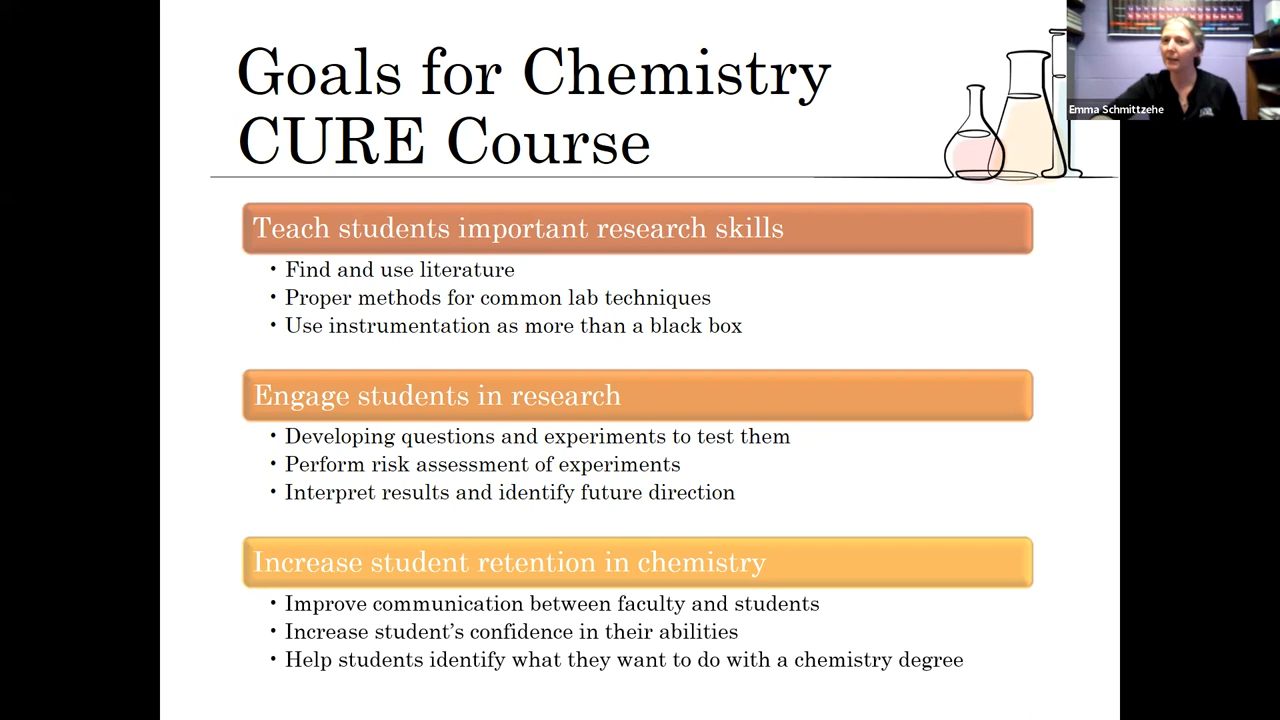 Goals for Chemistry
CURE Course
Emma Schmittzehe
Teach students important research skills
• Find and use literature
• Proper methods for common lab techniques
• Use instrumentation as more than a black box
Engage students in research
• Developing questions and experiments to test them
• Perform risk assessment of experiments
• Interpret results and identify future direction
Increase student retention in chemistry
• Improve communication between faculty and students
• Increase student’s confidence in their abilities
• Help students identify what they want to do with a chemistry degree